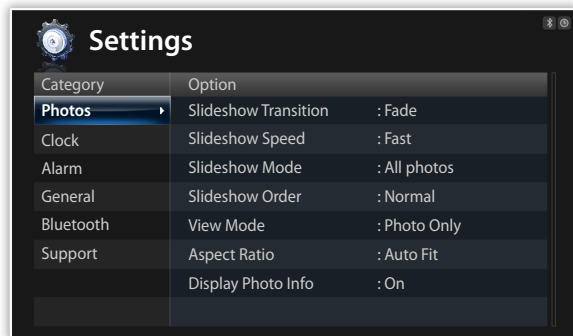 Settings
Category Option
Photos Slideshow Transition : Fade
Clock Slideshow Speed : Fast
Alarm Slideshow Mode : All photos
General Slideshow Order : Normal
Bluetooth View Mode : Photo Only
Support Aspect Ratio : Auto Fit
Display Photo Info : On